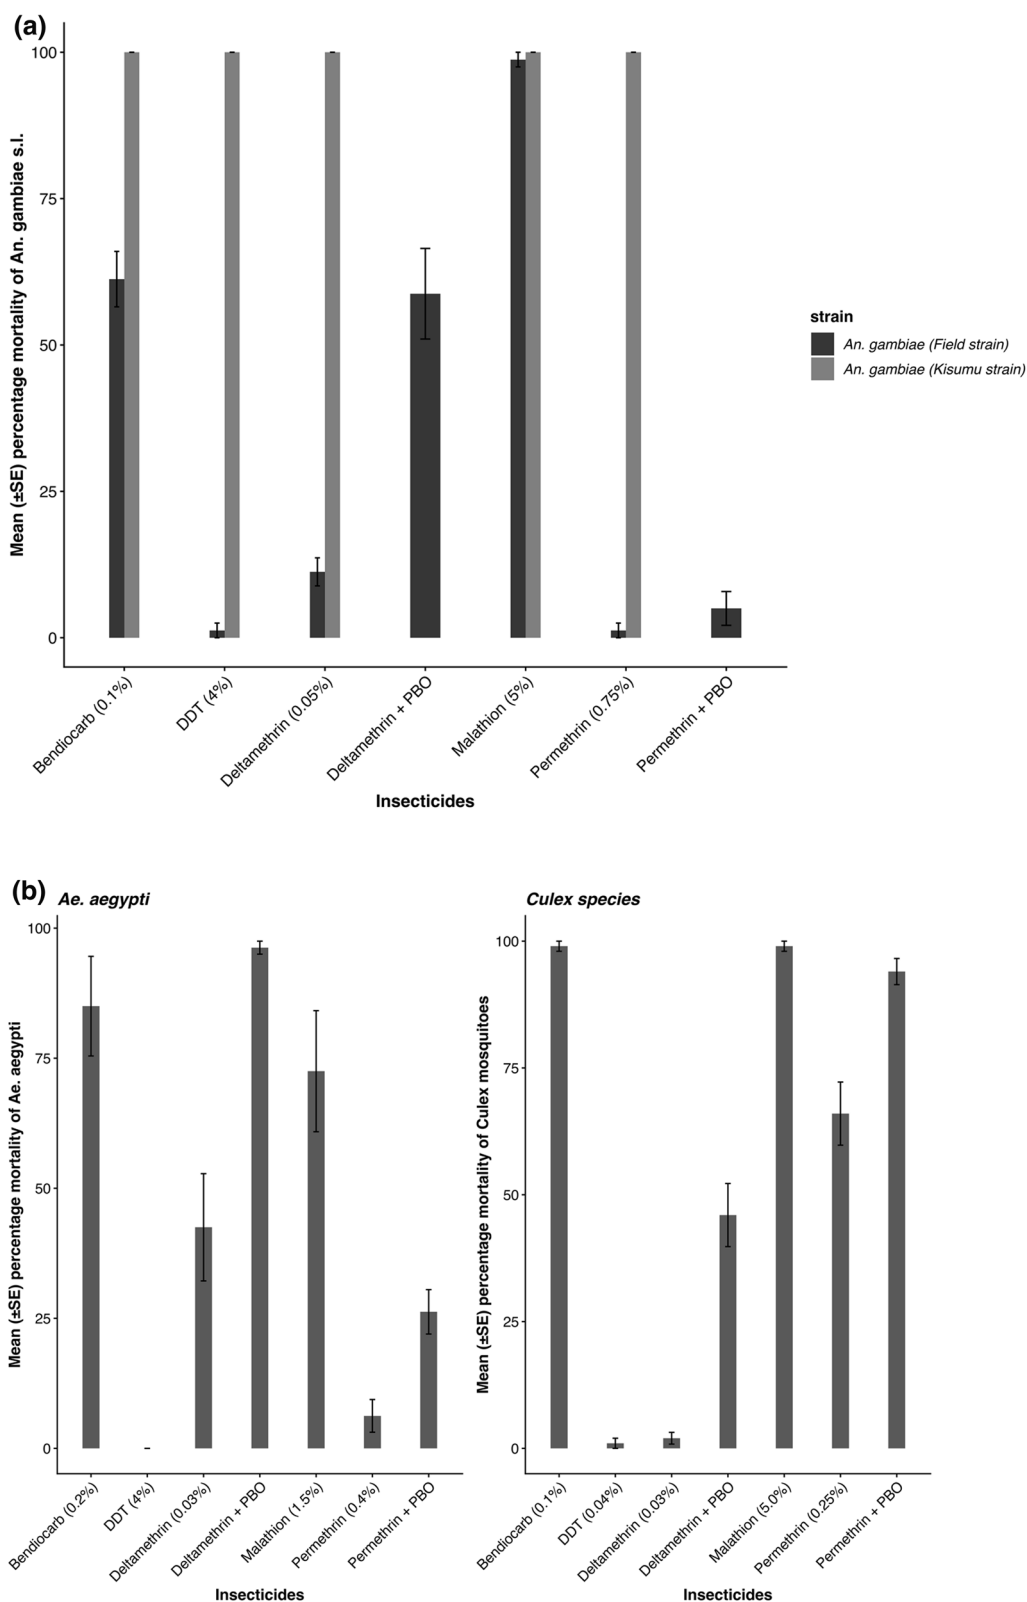 (a)
100
75
50
25
0
Mean (±SE) percentage mortality of An. gambiae s.l.
Bendiocarb (0.1%)
DDT (4%)
Deltamethrin (0.05%)
Deltamethrin + PBO
Malathion (5%)
Permethrin (0.75%)
Permethrin + PBO
Insecticides
strain
An. gambiae (Field strain)
An. gambiae (Kisumu strain)
(b)
Ae. aegypti
100
75
50
25
0
Mean (±SE) percentage mortality of Ae. aegypti
Bendiocarb (0.2%)
DDT (4%)
Deltamethrin (0.03%)
Deltamethrin + PBO
Malathion (1.5%)
Permethrin (0.4%)
Permethrin + PBO
Insecticides
Culex species
100
75
50
25
0
Mean (±SE) percentage mortality of Culex mosquitoes
Bendiocarb (0.1%)
DDT (0.04%)
Deltamethrin (0.03%)
Deltamethrin + PBO
Malathion (5.0%)
Permethrin (0.25%)
Permethrin + PBO
Insecticides